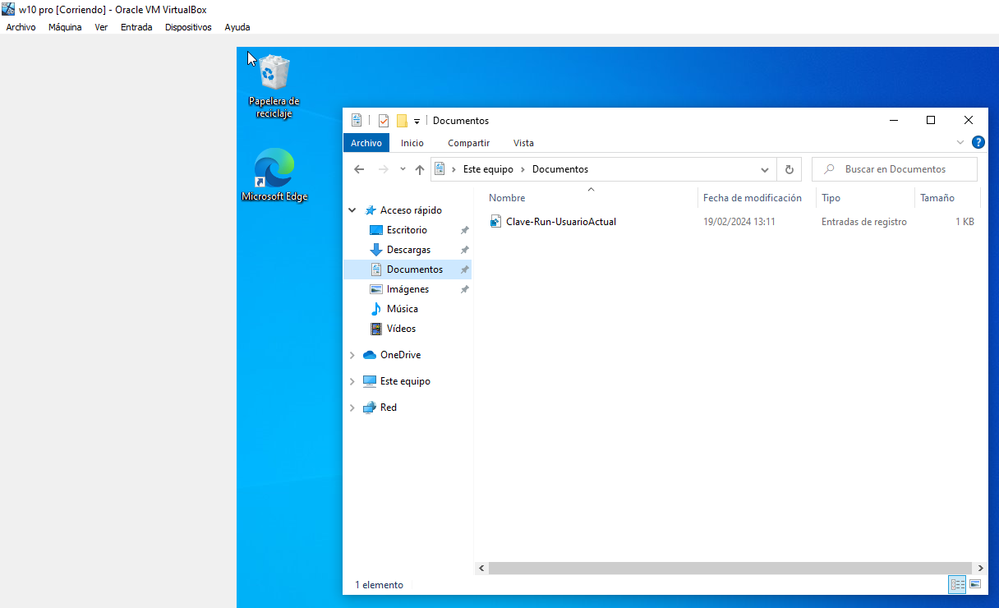 w10 pro [Corriendo] - Oracle VM VirtualBox
Archivo Máquina Ver Entrada Dispositivos Ayuda
Papelera de
reciclaje
Microsoft Edge
Documentos
Archivo Inicio Compartir Vista
Este equipo Documentos
Buscar en Documentos
Nombre Fecha de modificación Tipo Tamaño
Clave-Run-UsuarioActual 19/02/2024 13:11 Entradas de registro 1 KB
Acceso rápido
Escritorio
Descargas
Documentos
Imágenes
Música
Vídeos
OneDrive
Este equipo
Red
1 elemento